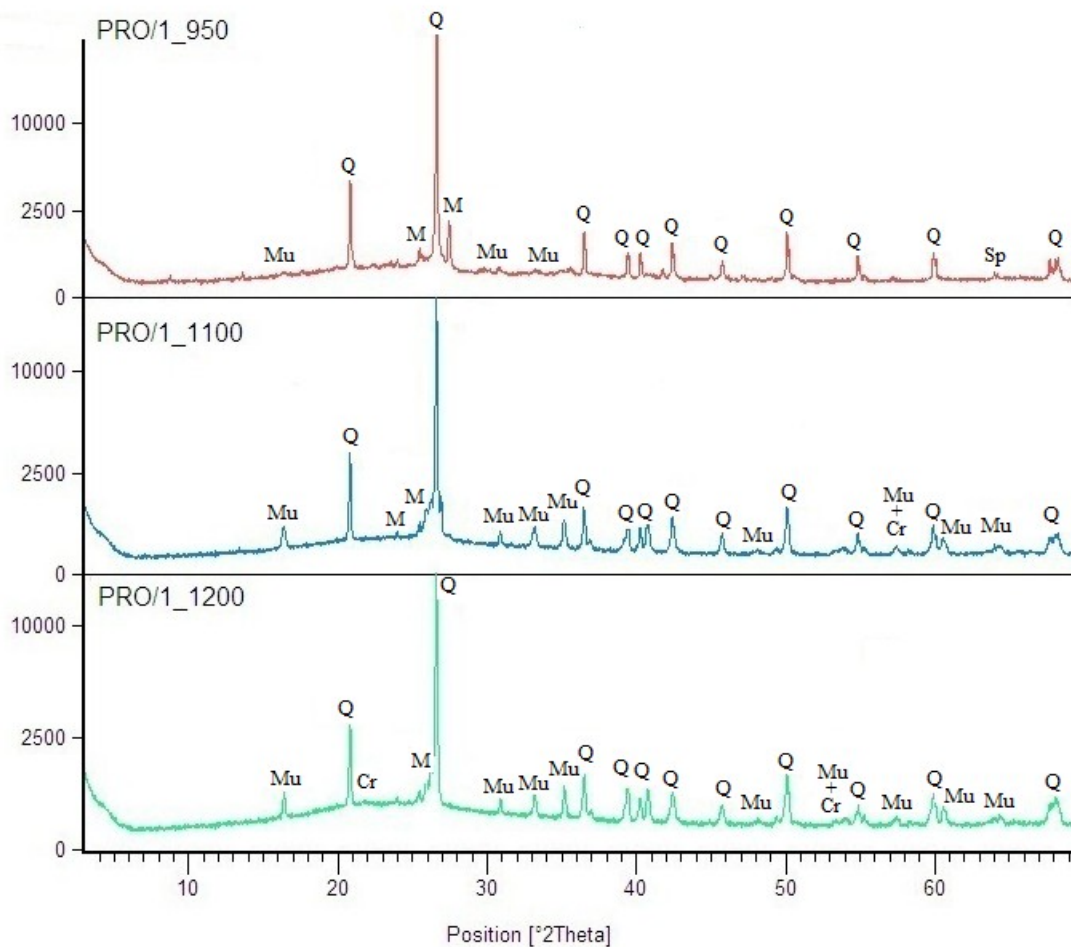 PRO/1_950
Q
10000
Q
2500
M
M
Mu
Mu
Mu
Q
Q
Q
Q
Q
Q
Q
Q
Sp
Q
0
PRO/1_1100
10000
Q
2500
Mu
M
M
Mu
Mu
Mu
Q
Q
Q
Q
Q
Mu
Q
Q
Mu
+
Cr
Q
Mu
Mu
Q
0
PRO/1_1200
Q
10000
Q
2500
Mu
Cr
M
Mu
Mu
Mu
Q
Q
Q
Q
Q
Mu
Q
Mu
+
Cr
Q
Mu
Q
Mu
Mu
Q
0
10 20 30 40 50 60
Position [°2Theta]